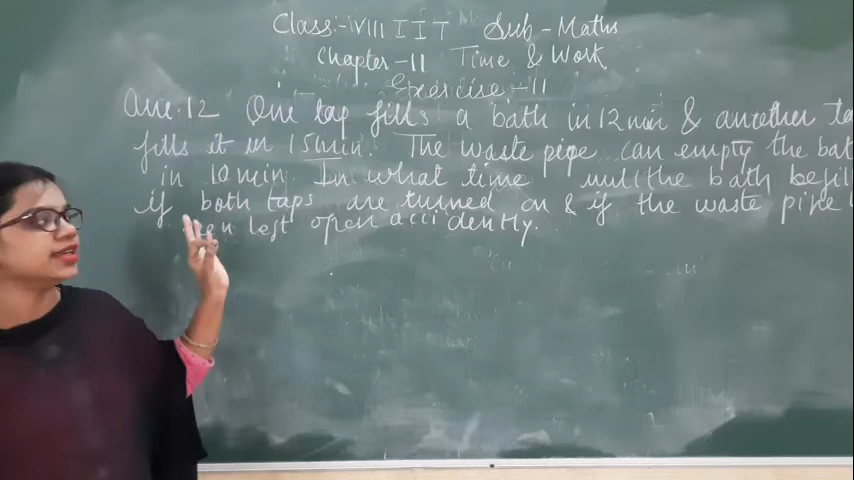 Class:- VIII IIT Sub - Maths
Chapter - 11 Time & Work
Exercise - 11
Que:12 One tap fills a bath in 12 min & another ta
fills it in 15 min. The waste pipe can empty the bat
in 10 min. In what time will the bath be fil
if both taps are turned on & if the waste pipe
been left open accidently.